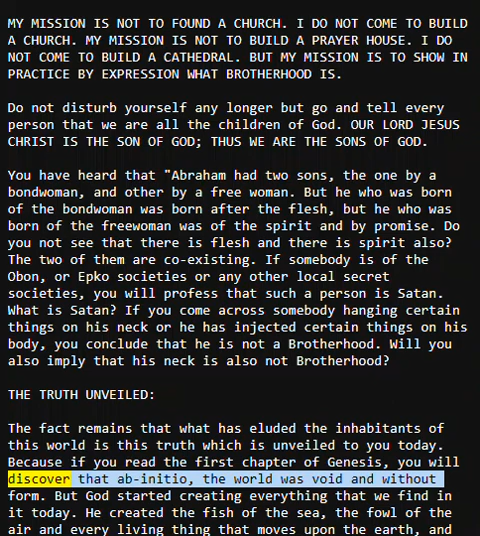 MY MISSION IS NOT TO FOUND A CHURCH. I DO NOT COME TO BUILD
A CHURCH. MY MISSION IS NOT TO BUILD A PRAYER HOUSE. I DO
NOT COME TO BUILD A CATHEDRAL. BUT MY MISSION IS TO SHOW IN
PRACTICE BY EXPRESSION WHAT BROTHERHOOD IS.
Do not disturb yourself any longer but go and tell every
person that we are all the children of God. OUR LORD JESUS
CHRIST IS THE SON OF GOD; THUS WE ARE THE SONS OF GOD.
You have heard that "Abraham had two sons, the one by a
bondwoman, and other by a free woman. But he who was born
of the bondwoman was born after the flesh, but he who was
born of the freewoman was of the spirit and by promise. Do
you not see that there is flesh and there is spirit also?
The two of them are co-existing. If somebody is of the
Obon, or Epko societies or any other local secret
societies, you will profess that such a person is Satan.
What is Satan? If you come across somebody hanging certain
things on his neck or he has injected certain things on his
body, you conclude that he is not a Brotherhood. Will you
also imply that his neck is also not Brotherhood?
THE TRUTH UNVEILED:
The fact remains that what has eluded the inhabitants of
this world is this truth which is unveiled to you today.
Because if you read the first chapter of Genesis, you will
discover that ab-initio, the world was void and without
form. But God started creating everything that we find in
it today. He created the fish of the sea, the fowl of the
air and every living thing that moves upon the earth, and